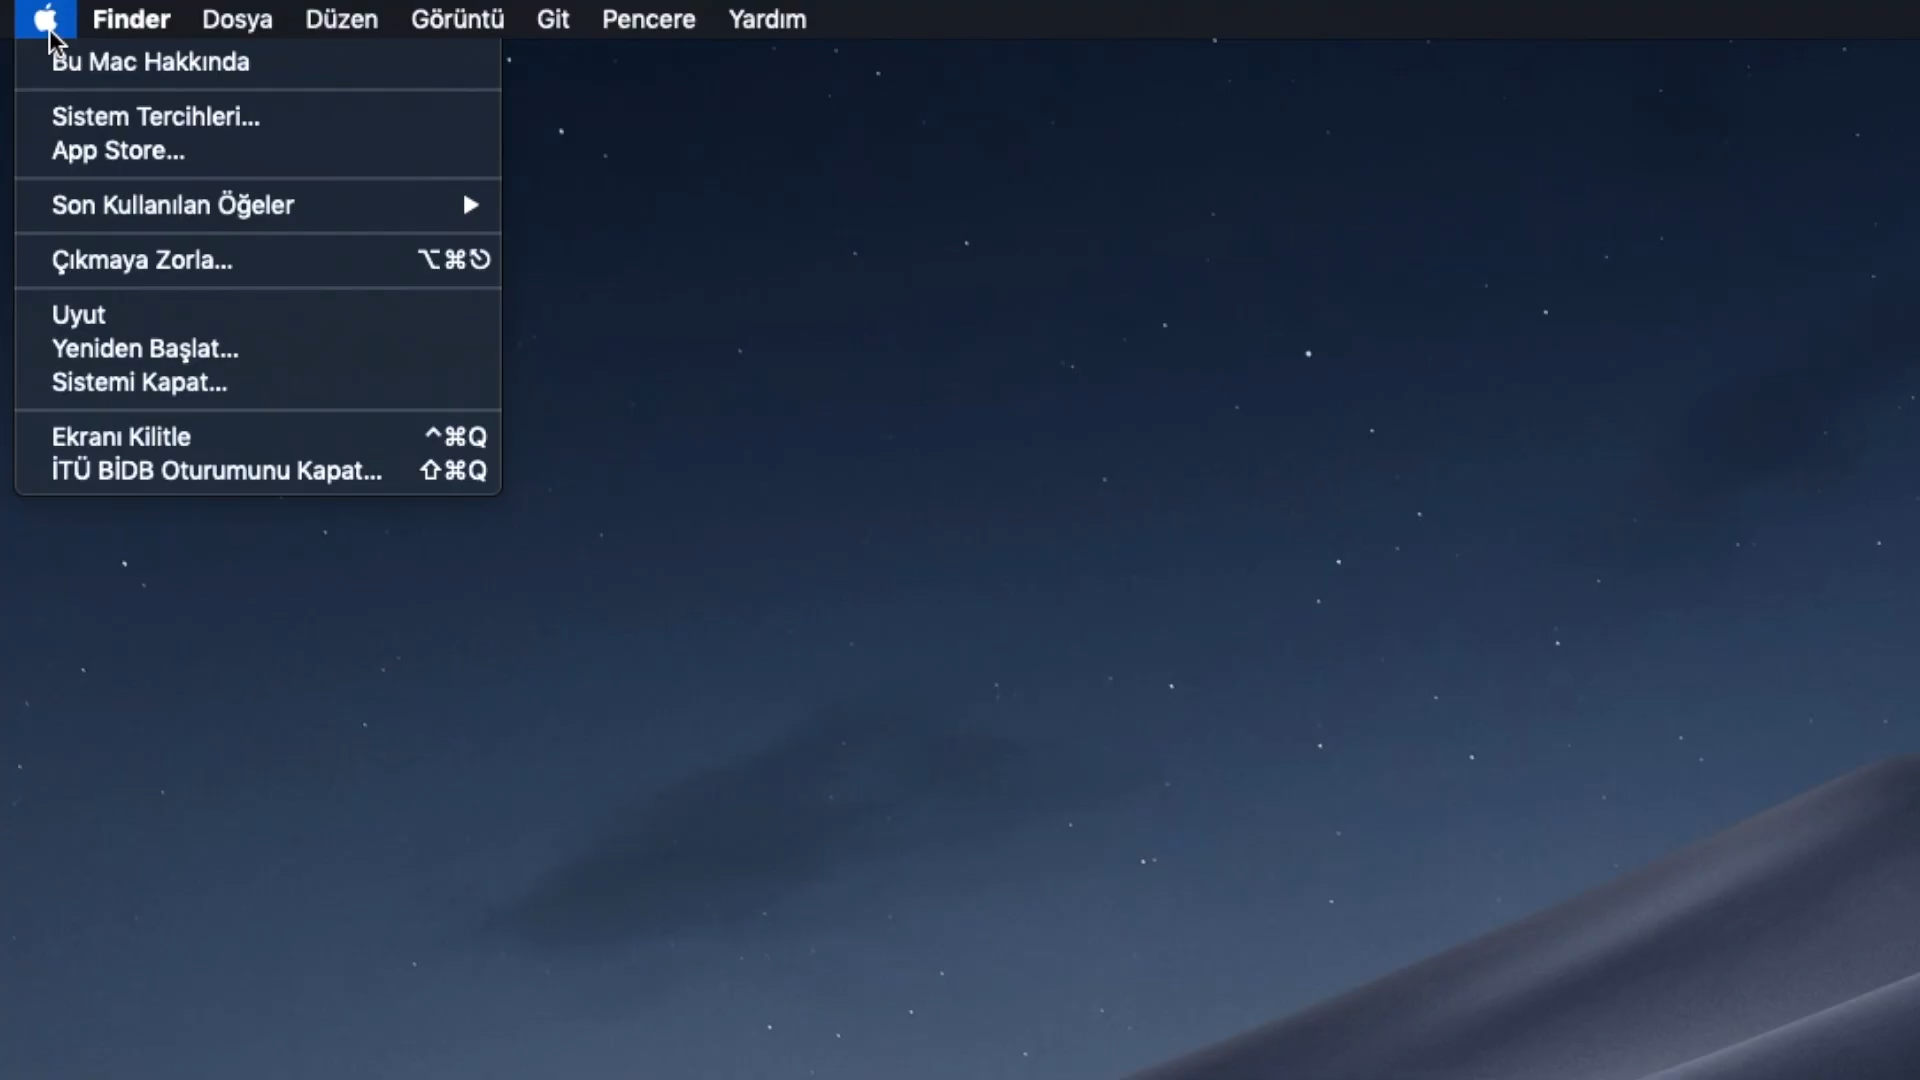 Finder Dosya Düzen Görüntü Git Pencere Yardım
Bu Mac Hakkında
Sistem Tercihleri...
App Store...
Son Kullanılan Öğeler
Çıkmaya Zorla... ⌥⌘⎋
Uyut
Yeniden Başlat...
Sistemi Kapat...
Ekranı Kilitle ^⌘Q
İTÜ BİDB Oturumunu Kapat... ⇧⌘Q